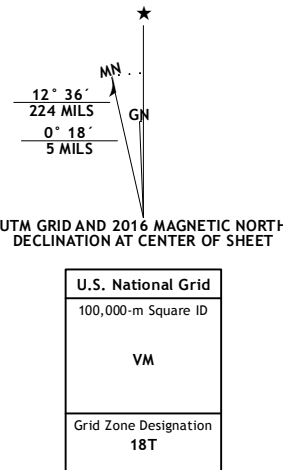 ★
MN
GN
12° 36´
224 MILS
0° 18´
5 MILS
UTM GRID AND 2016 MAGNETIC NORTH
DECLINATION AT CENTER OF SHEET
U.S. National Grid
100,000-m Square ID
VM
Grid Zone Designation
18T